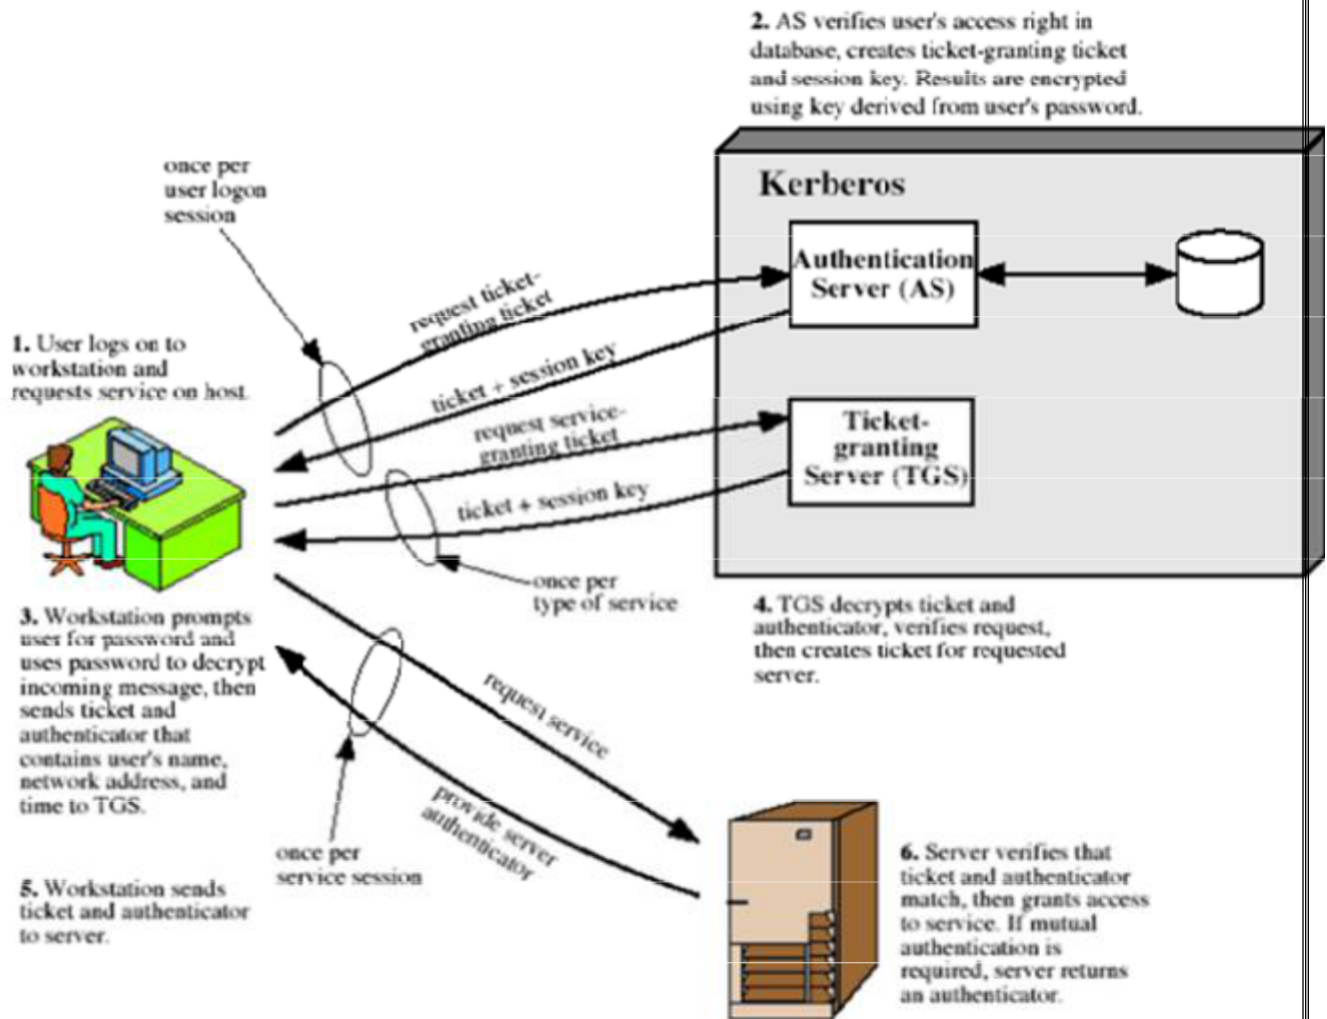 2. AS verifies user's access right in
database, creates ticket-granting ticket
and session key. Results are encrypted
using key derived from user's password.
once per
user logon
session
Kerberos
Authentication
Server (AS)
request ticket-
granting ticket
1. User logs on to
workstation and
requests service on host.
ticket + session key
request service-
granting ticket
Ticket-
granting
Server (TGS)
ticket + session key
once per
type of service
3. Workstation prompts
user for password and
uses password to decrypt
incoming message, then
sends ticket and
authenticator that
contains user's name,
network address, and
time to TGS.
4. TGS decrypts ticket and
authenticator, verifies request,
then creates ticket for requested
server.
request service
provide server
authenticator
once per
service session
5. Workstation sends
ticket and authenticator
to server.
6. Server verifies that
ticket and authenticator
match, then grants access
to service. If mutual
authentication is
required, server returns
an authenticator.